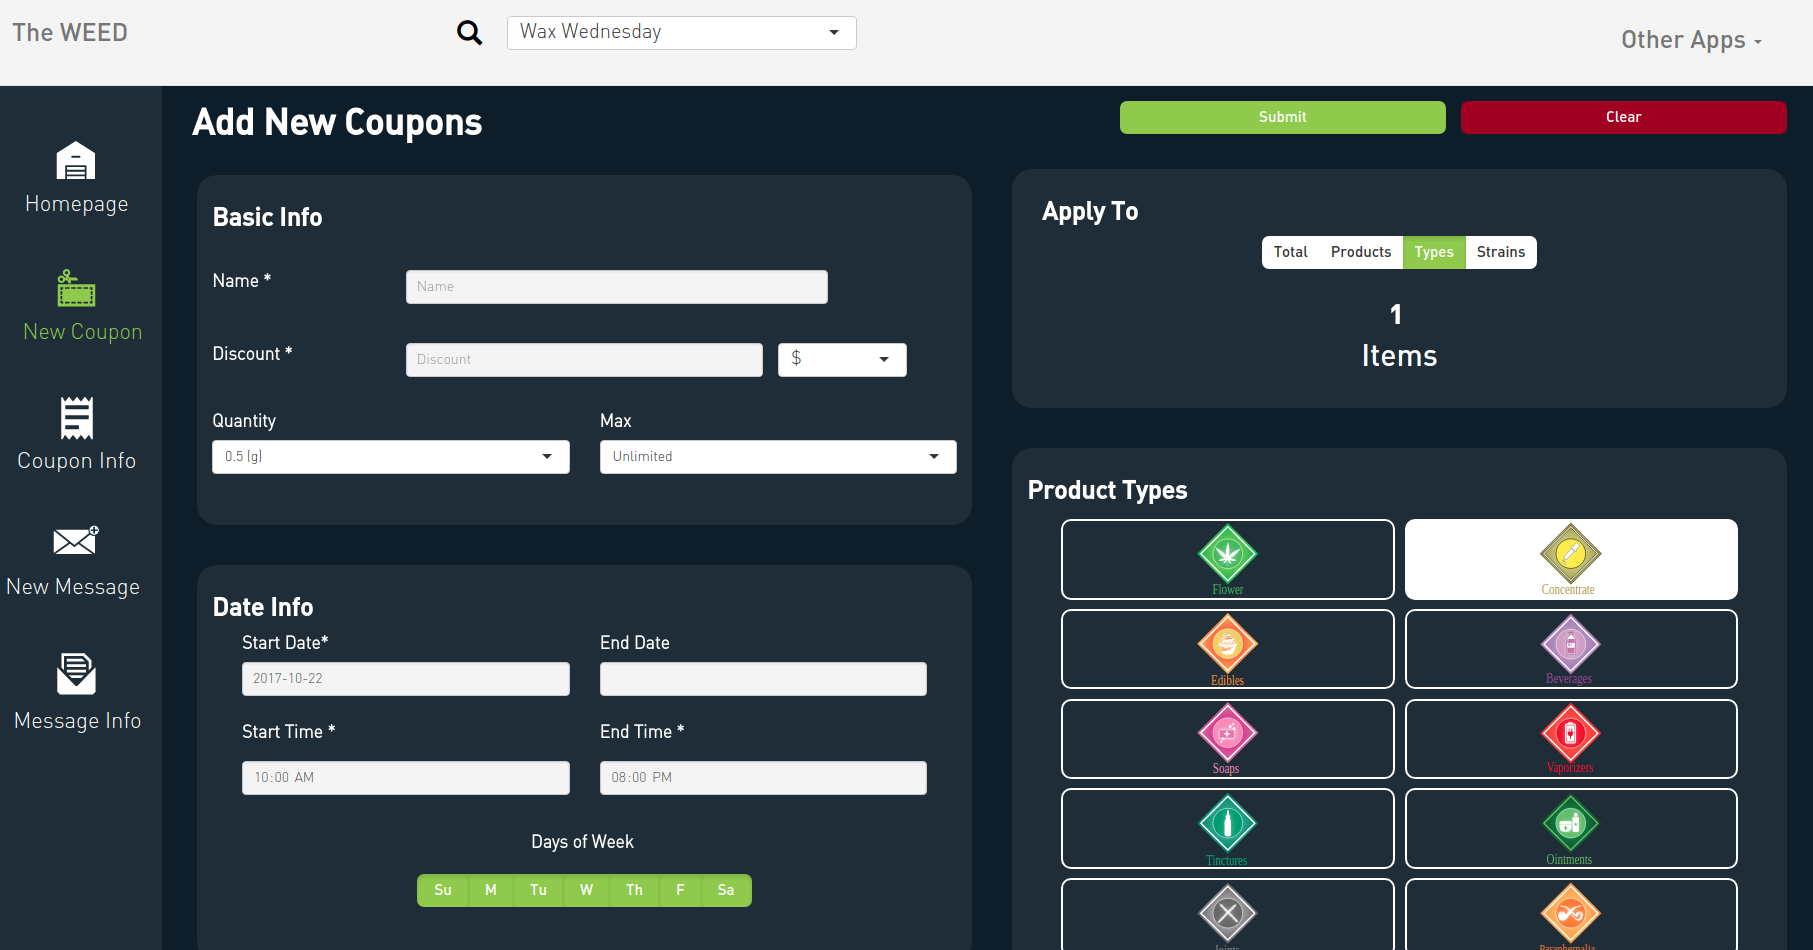 The WEED
Wax Wednesday
Other Apps
Homepage
New Coupon
Coupon Info
New Message
Message Info
Add New Coupons
Submit
Clear
Basic Info
Name *
Name
Discount *
Discount
$
Quantity
Max
0.5 (g)
Unlimited
Date Info
Start Date*
End Date
2017-10-22
Start Time *
End Time *
10:00 AM
08:00 PM
Days of Week
Su M Tu W Th F Sa
Apply To
Total Products Types Strains
1
Items
Product Types
Flower
Concentrate
Edibles
Beverages
Soaps
Vaporizers
Tinctures
Ointments
Joints
Paraphernalia